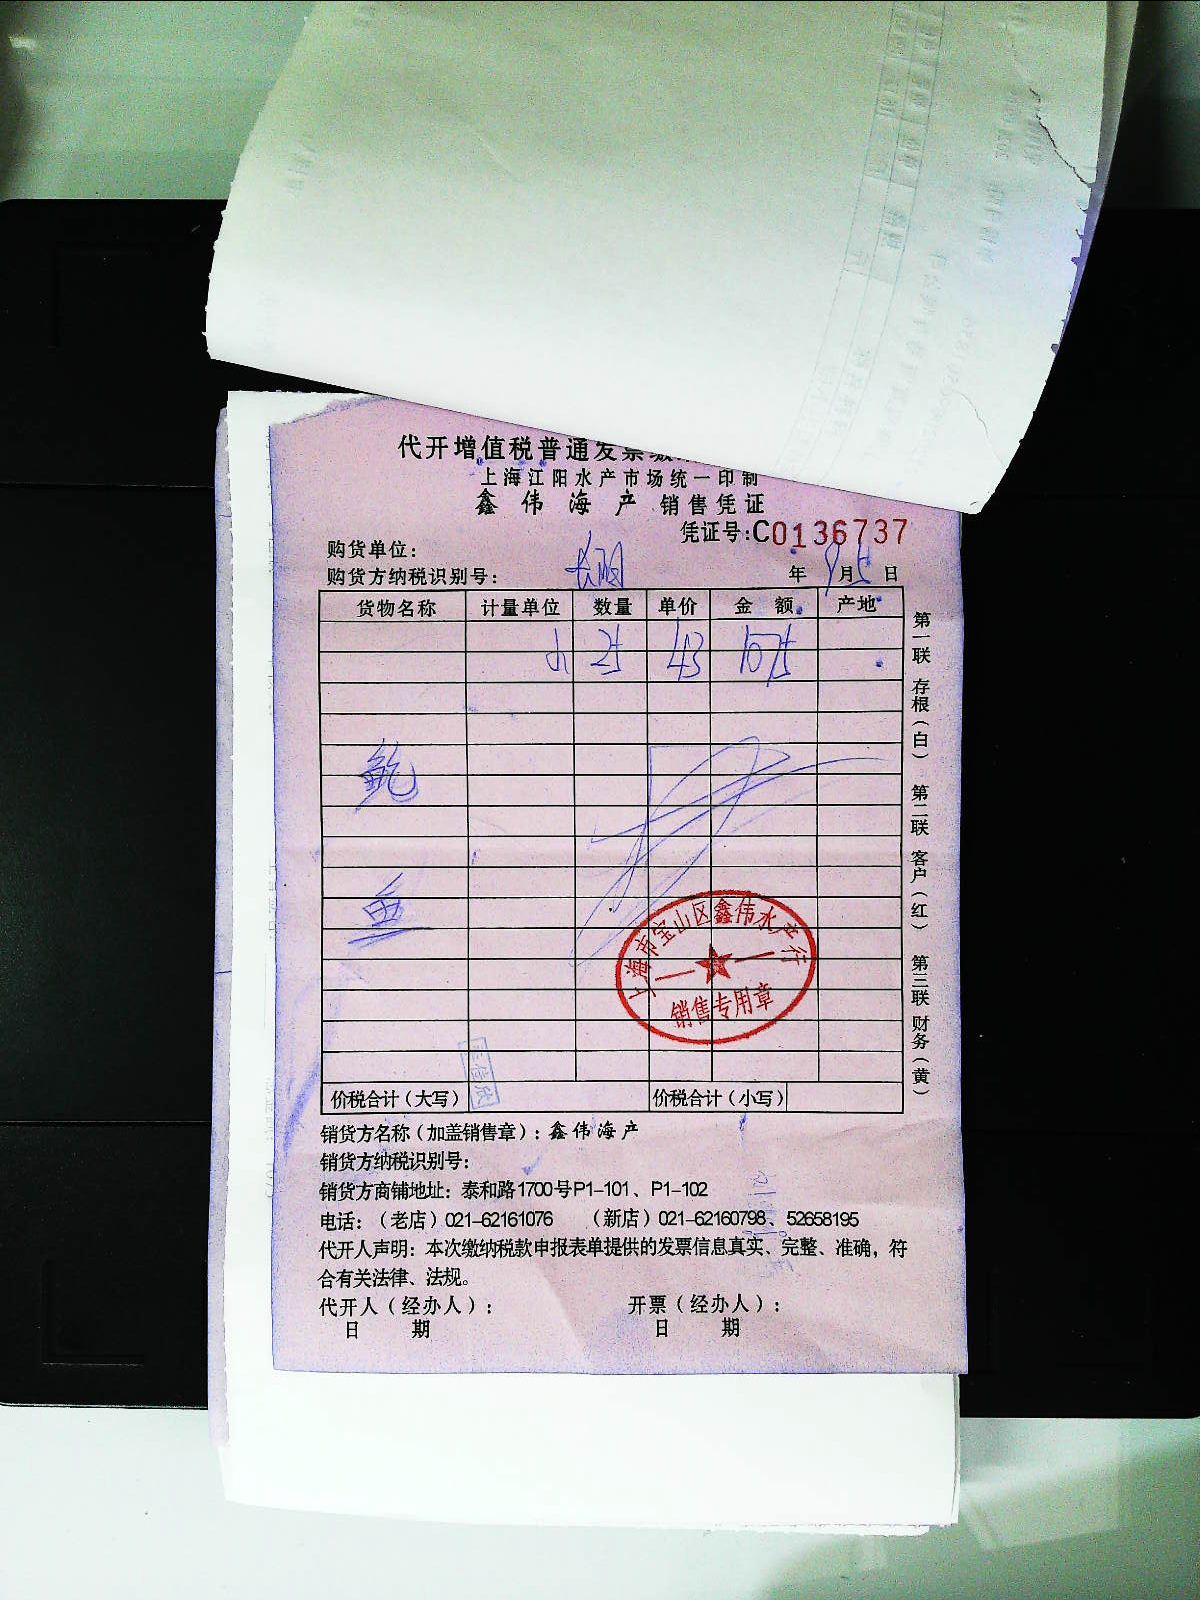 代开增值税普通发票
上海江阳水产市场统一印制
鑫伟海产 销售凭证
凭证号:C0136737
购货单位：
购货方纳税识别号： 长阳 年 9月5日
货物名称 计量单位 数量 单价 金额 产地
小 25 43 1075
鲍
鱼
上海市宝山区鑫伟水产行
销售专用章
价税合计（大写） 价税合计（小写）
销货方名称（加盖销售章）：鑫伟海产
销货方纳税识别号：
销货方商铺地址：泰和路1700号P1-101、P1-102
电话：（老店）021-62161076 （新店）021-62160798、52658195
代开人声明：本次缴纳税款申报表单提供的发票信息真实、完整、准确，符
合有关法律、法规。
代开人（经办人）： 开票（经办人）：
日 期 日 期
第一联 存根（白） 第二联 客户（红） 第三联 财务（黄）